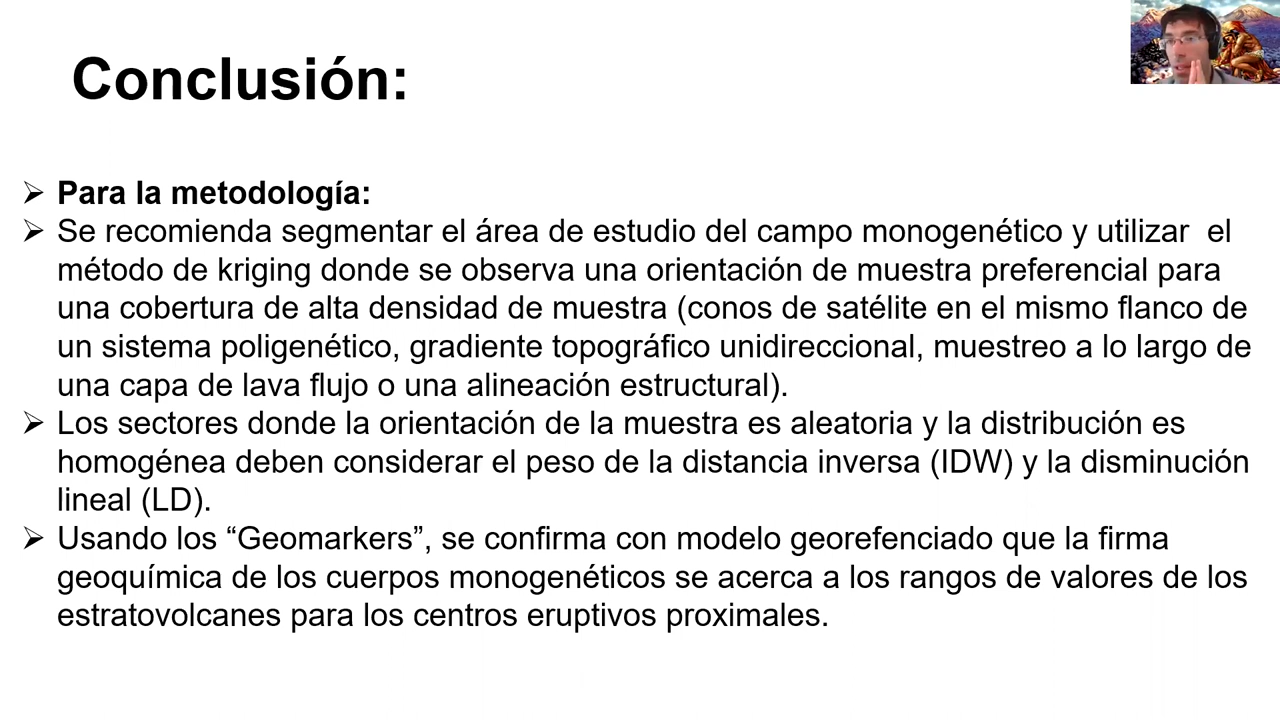 Conclusión:
➢ Para la metodología:
➢ Se recomienda segmentar el área de estudio del campo monogenético y utilizar  el
método de kriging donde se observa una orientación de muestra preferencial para
una cobertura de alta densidad de muestra (conos de satélite en el mismo flanco de
un sistema poligenético, gradiente topográfico unidireccional, muestreo a lo largo de
una capa de lava flujo o una alineación estructural).
➢ Los sectores donde la orientación de la muestra es aleatoria y la distribución es
homogénea deben considerar el peso de la distancia inversa (IDW) y la disminución
lineal (LD).
➢ Usando los “Geomarkers”, se confirma con modelo georefenciado que la firma
geoquímica de los cuerpos monogenéticos se acerca a los rangos de valores de los
estratovolcanes para los centros eruptivos proximales.